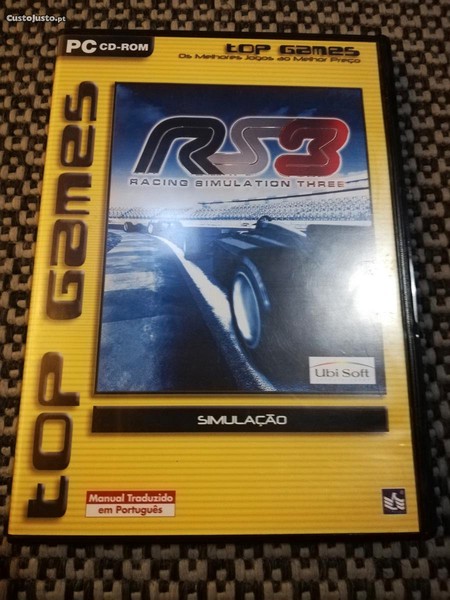 CustoJusto.pt
PC CD-ROM
TOP GAMES
Os Melhores Jogos ao Melhor Preço
TOP GAMES
RS3
RACING SIMULATION THREE
Ubi Soft
SIMULAÇÃO
Manual Traduzido
em Português